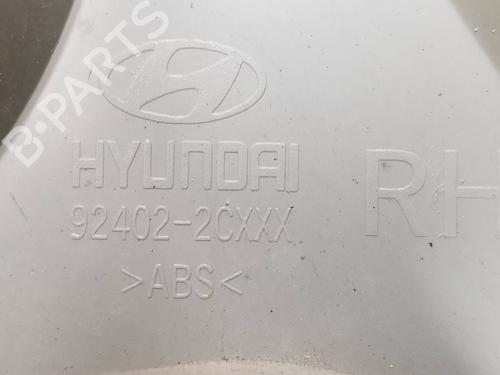 B-PARTS
HYUNDAI
RH
92402-2CXXX
>ABS<